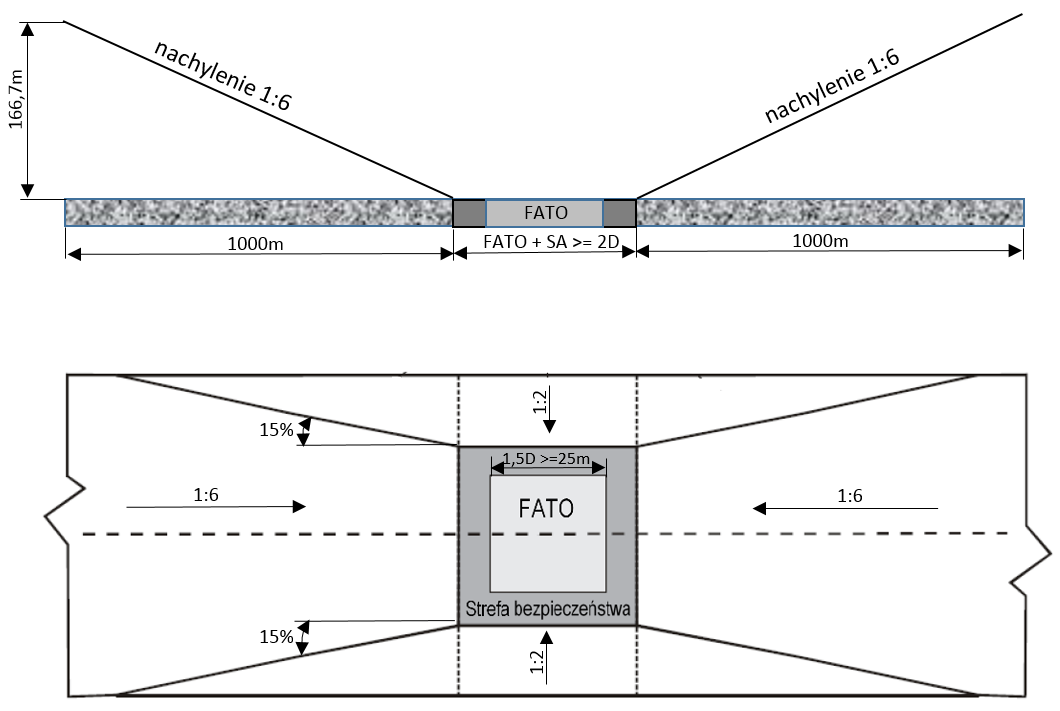 nachylenie 1:6
nachylenie 1:6
166,7m
FATO
1000m
FATO + SA >= 2D
1000m
1:2
15%
1,5D >=25m
1:6
FATO
1:6
Strefa bezpieczeństwa
15%
1:2